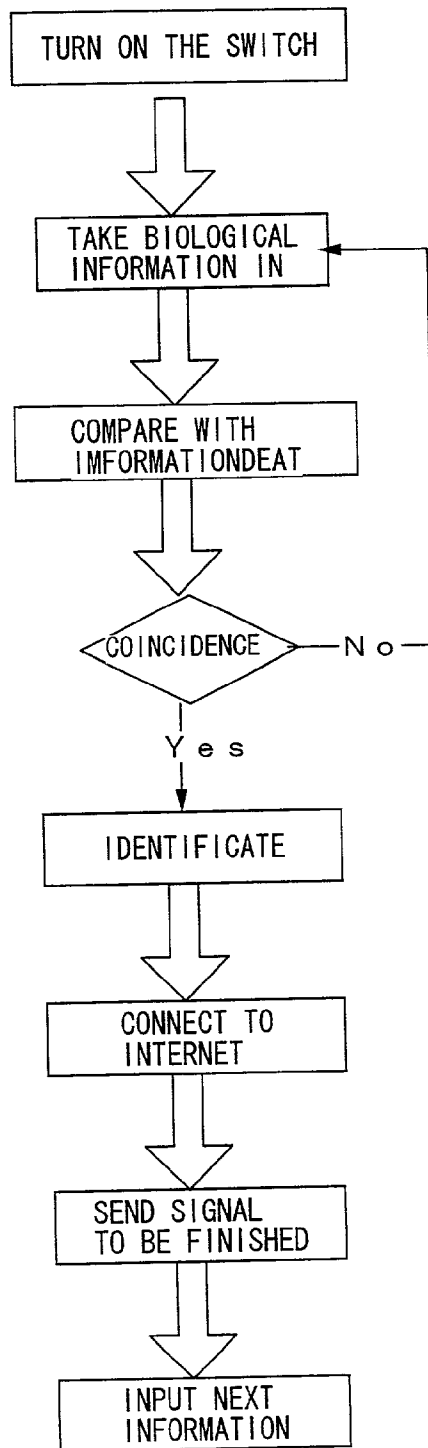 TURN ON THE SWITCH
TAKE BIOLOGICAL
INFORMATION IN
COMPARE WITH
IMFORMATIONDEAT
COINCIDENCE
No
Yes
IDENTIFICATE
CONNECT TO
INTERNET
SEND SIGNAL
TO BE FINISHED
INPUT NEXT
INFORMATION